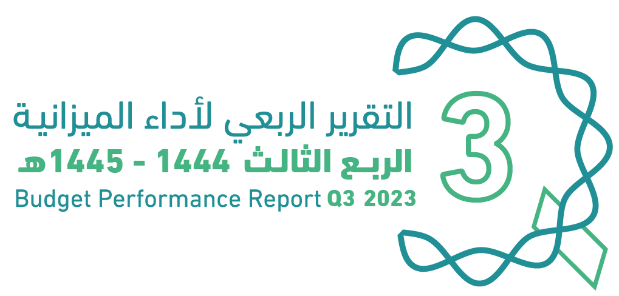 التقرير الربعي لأداء الميزانية
الربع الثالث 1444 - 1445هـ
Budget Performance Report Q3 2023
3